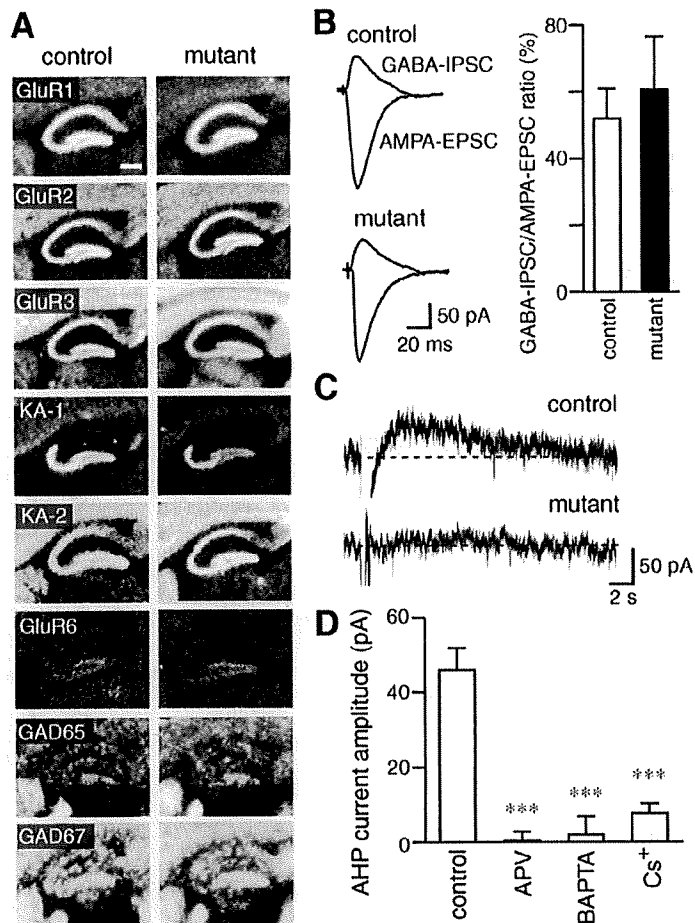 A
control mutant
GluR1
GluR2
GluR3
KA-1
KA-2
GluR6
GAD65
GAD67
B
control
GABA-IPSC
AMPA-EPSC
mutant
50 pA
20 ms
GABA-IPSC/AMPA-EPSC ratio (%)
80
40
0
control
mutant
C
control
mutant
50 pA
2 s
D
AHP current amplitude (pA)
60
40
20
0
***
***
***
control
APV
BAPTA
Cs+